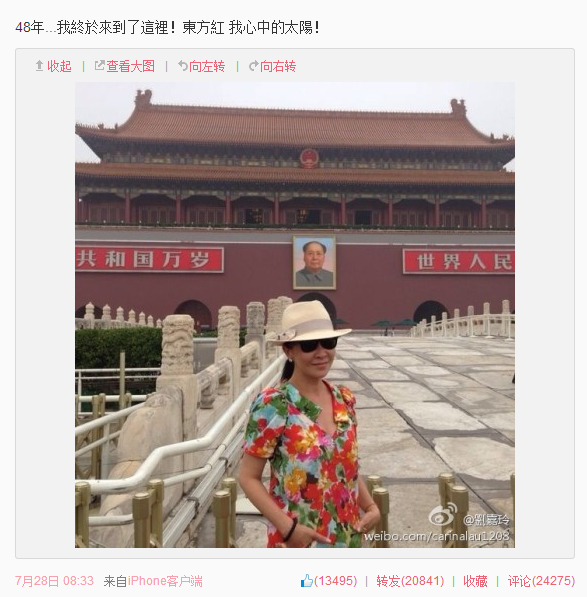 48年...我終於來到了這裡！東方紅 我心中的太陽！
收起 | 查看大图 | 向左转 | 向右转
共和国万岁
世界人民
@劉嘉玲
weibo.com/carinalau1208
7月28日 08:33 来自iPhone客户端
(13495) | 转发(20841) | 收藏 | 评论(24275)